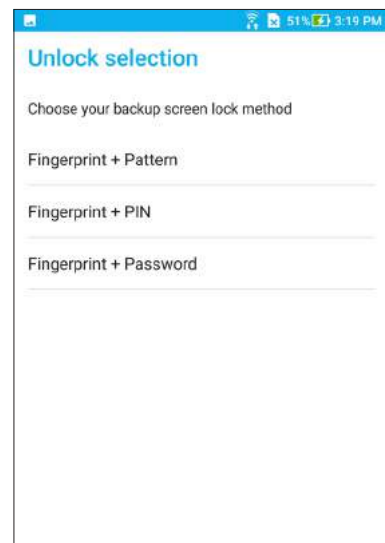 51% 3:19 PM
Unlock selection
Choose your backup screen lock method
Fingerprint + Pattern
Fingerprint + PIN
Fingerprint + Password